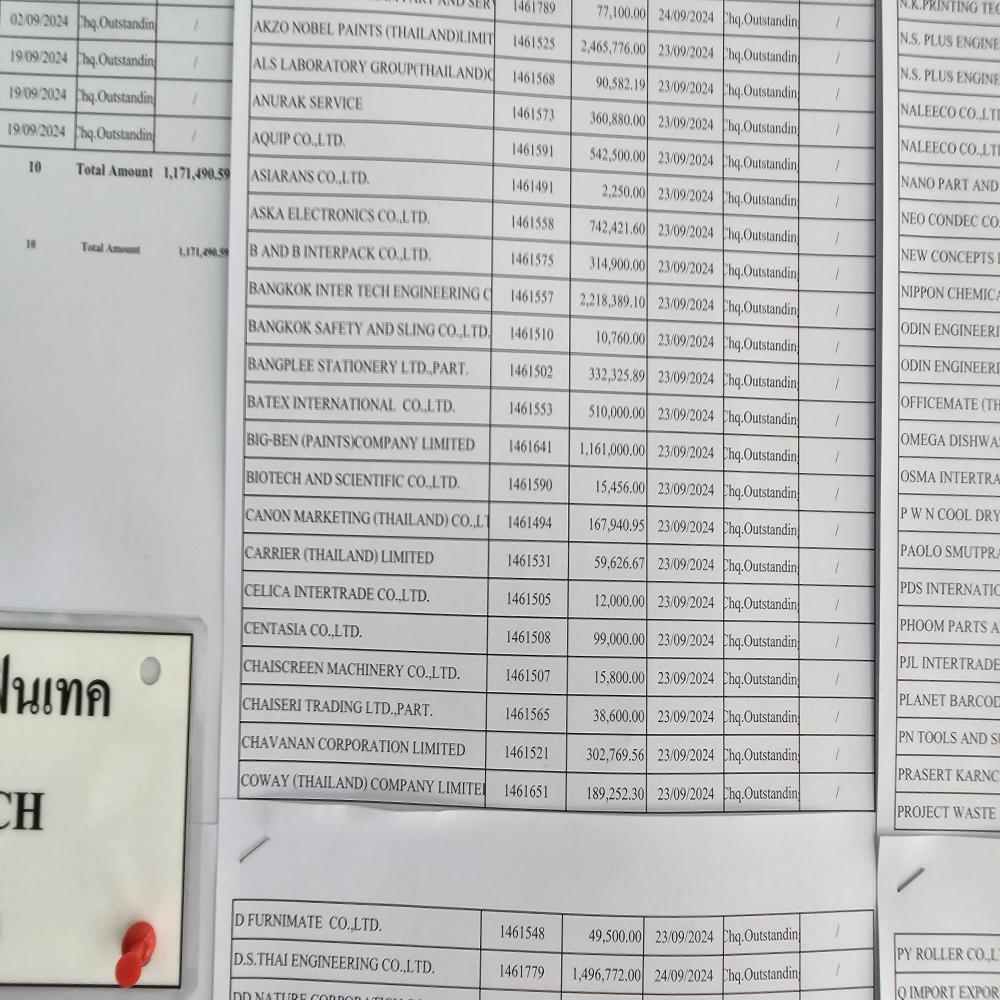 02/09/2024 Chq.Outstandin /
19/09/2024 Chq.Outstandin /
19/09/2024 Chq.Outstandin /
19/09/2024 Chq.Outstandin /
10 Total Amount 1,171,490.59
10 Total Amount 1,171,490.59
1461789 77,100.00 24/09/2024 Chq.Outstandin /
AKZO NOBEL PAINTS (THAILAND)LIMIT 1461525 2,465,776.00 23/09/2024 Chq.Outstandin /
ALS LABORATORY GROUP(THAILAND)C 1461568 90,582.19 23/09/2024 Chq.Outstandin /
ANURAK SERVICE 1461573 360,880.00 23/09/2024 Chq.Outstandin /
AQUIP CO.,LTD. 1461591 542,500.00 23/09/2024 Chq.Outstandin /
ASIARANS CO.,LTD. 1461491 2,250.00 23/09/2024 Chq.Outstandin /
ASKA ELECTRONICS CO.,LTD. 1461558 742,421.60 23/09/2024 Chq.Outstandin /
B AND B INTERPACK CO.,LTD. 1461575 314,900.00 23/09/2024 Chq.Outstandin /
BANGKOK INTER TECH ENGINEERING C 1461557 2,218,389.10 23/09/2024 Chq.Outstandin /
BANGKOK SAFETY AND SLING CO.,LTD. 1461510 10,760.00 23/09/2024 Chq.Outstandin /
BANGPLEE STATIONERY LTD.,PART. 1461502 332,325.89 23/09/2024 Chq.Outstandin /
BATEX INTERNATIONAL CO.,LTD. 1461553 510,000.00 23/09/2024 Chq.Outstandin /
BIG-BEN (PAINTS)COMPANY LIMITED 1461641 1,161,000.00 23/09/2024 Chq.Outstandin /
BIOTECH AND SCIENTIFIC CO.,LTD. 1461590 15,456.00 23/09/2024 Chq.Outstandin /
CANON MARKETING (THAILAND) CO.,LT 1461494 167,940.95 23/09/2024 Chq.Outstandin /
CARRIER (THAILAND) LIMITED 1461531 59,626.67 23/09/2024 Chq.Outstandin /
CELICA INTERTRADE CO.,LTD. 1461505 12,000.00 23/09/2024 Chq.Outstandin /
CENTASIA CO.,LTD. 1461508 99,000.00 23/09/2024 Chq.Outstandin /
CHAISCREEN MACHINERY CO.,LTD. 1461507 15,800.00 23/09/2024 Chq.Outstandin /
CHAISERI TRADING LTD.,PART. 1461565 38,600.00 23/09/2024 Chq.Outstandin /
CHAVANAN CORPORATION LIMITED 1461521 302,769.56 23/09/2024 Chq.Outstandin /
COWAY (THAILAND) COMPANY LIMITE 1461651 189,252.30 23/09/2024 Chq.Outstandin /
D FURNIMATE CO.,LTD. 1461548 49,500.00 23/09/2024 Chq.Outstandin /
D.S.THAI ENGINEERING CO.,LTD. 1461779 1,496,772.00 24/09/2024 Chq.Outstandin /
N.K.PRINTING TEC
N.S. PLUS ENGINE
N.S. PLUS ENGINE
NALEECO CO.,LTI
NALEECO CO.,LTI
NANO PART AND
NEO CONDEC CO.
NEW CONCEPTS
NIPPON CHEMICA
ODIN ENGINEERI
ODIN ENGINEERI
OFFICEMATE (TH
OMEGA DISHWA
OSMA INTERTRA
P W N COOL DRY
PAOLO SMUTPRA
PDS INTERNATIO
PHOOM PARTS A
PJL INTERTRADE
PLANET BARCOD
PN TOOLS AND SU
PRASERT KARNC
PROJECT WASTE
PY ROLLER CO.,L
Q IMPORT EXPOR
ฟินเทค
CH